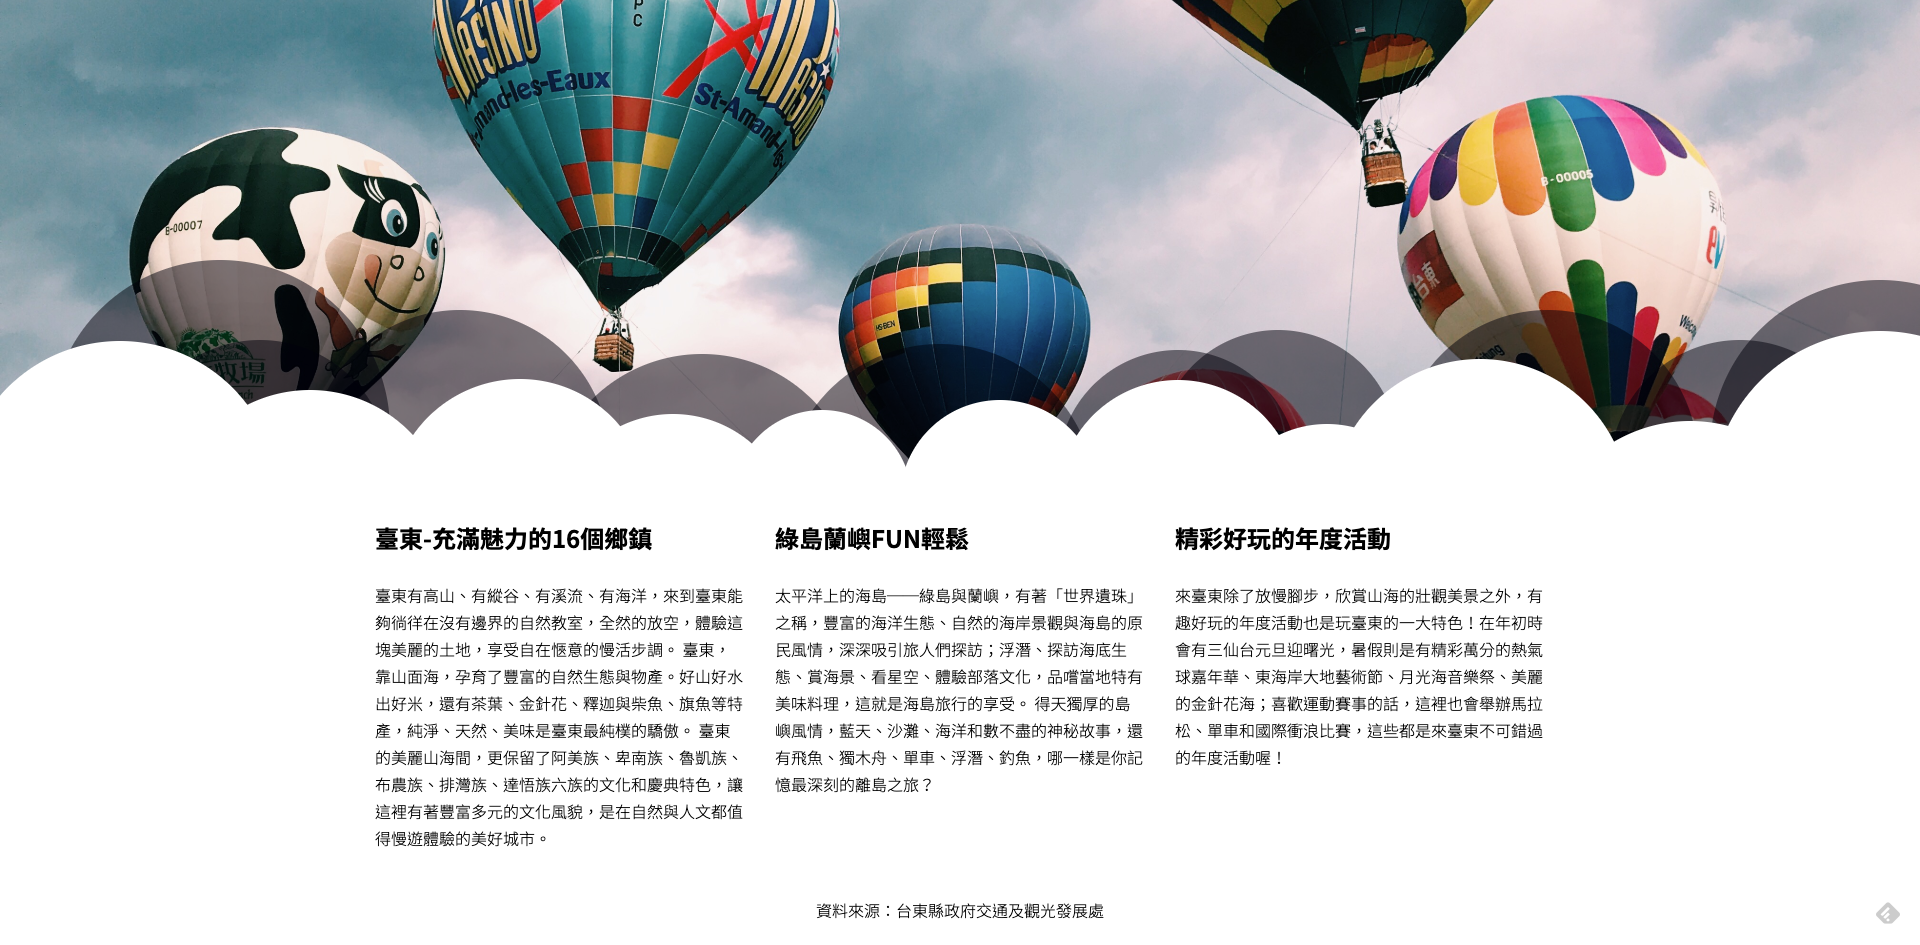 P
C
ASINO
mand-les-Eaux
St-Amand-les
B-00007
B-00005
HS-BEN
台東
牧場
臺東-充滿魅力的16個鄉鎮
臺東有高山、有縱谷、有溪流、有海洋，來到臺東能
夠徜徉在沒有邊界的自然教室，全然的放空，體驗這
塊美麗的土地，享受自在愜意的慢活步調。 臺東，
靠山面海，孕育了豐富的自然生態與物產。好山好水
出好米，還有茶葉、金針花、釋迦與柴魚、旗魚等特
產，純淨、天然、美味是臺東最純樸的驕傲。 臺東
的美麗山海間，更保留了阿美族、卑南族、魯凱族、
布農族、排灣族、達悟族六族的文化和慶典特色，讓
這裡有著豐富多元的文化風貌，是在自然與人文都值
得慢遊體驗的美好城市。
綠島蘭嶼FUN輕鬆
太平洋上的海島──綠島與蘭嶼，有著「世界遺珠」
之稱，豐富的海洋生態、自然的海岸景觀與海島的原
民風情，深深吸引旅人們探訪；浮潛、探訪海底生
態、賞海景、看星空、體驗部落文化，品嚐當地特有
美味料理，這就是海島旅行的享受。 得天獨厚的島
嶼風情，藍天、沙灘、海洋和數不盡的神秘故事，還
有飛魚、獨木舟、單車、浮潛、釣魚，哪一樣是你記
憶最深刻的離島之旅？
精彩好玩的年度活動
來臺東除了放慢腳步，欣賞山海的壯觀美景之外，有
趣好玩的年度活動也是玩臺東的一大特色！在年初時
會有三仙台元旦迎曙光，暑假則是有精彩萬分的熱氣
球嘉年華、東海岸大地藝術節、月光海音樂祭、美麗
的金針花海；喜歡運動賽事的話，這裡也會舉辦馬拉
松、單車和國際衝浪比賽，這些都是來臺東不可錯過
的年度活動喔！
資料來源：台東縣政府交通及觀光發展處